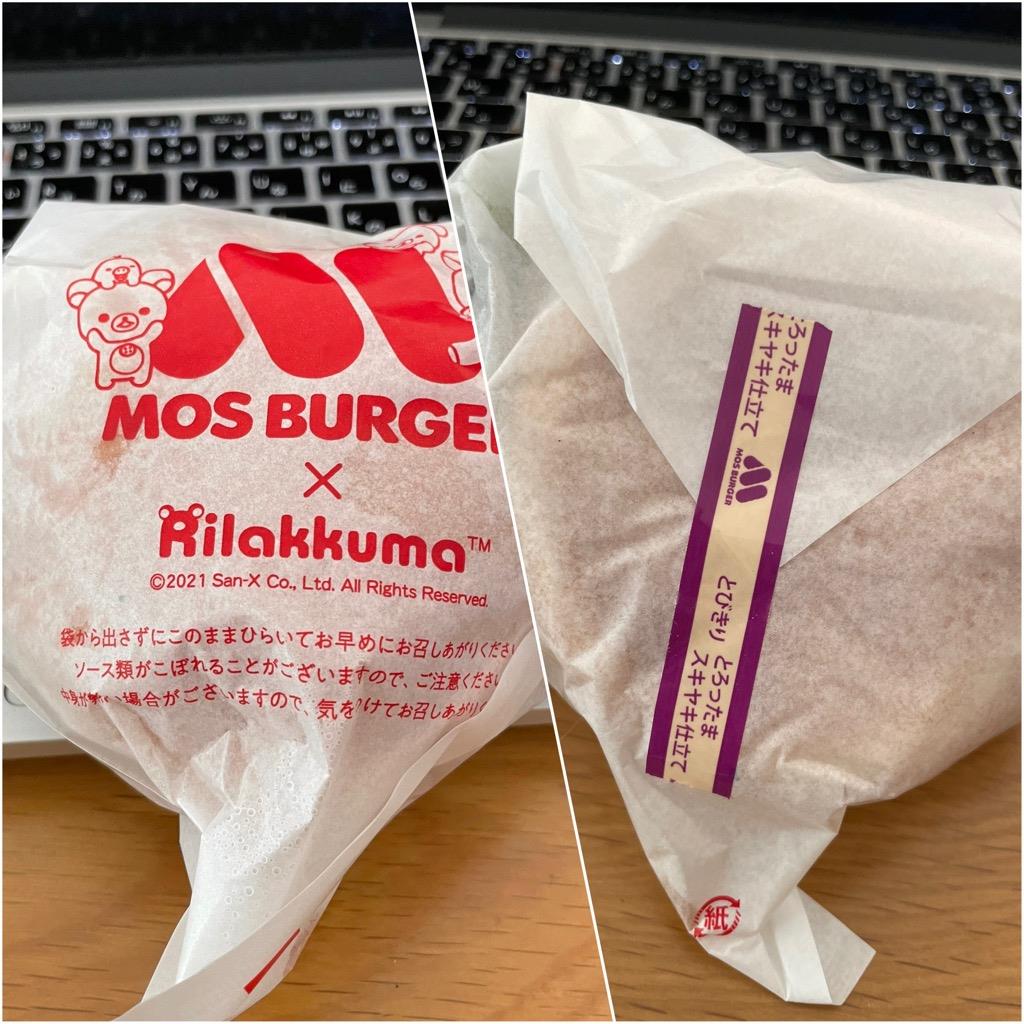 MOS BURGE
×
Rilakkuma™
©2021 San-X Co., Ltd. All Rights Reserved.
袋から出さずにこのままひらいてお早めにお召しあがりくださ
ソース類がこぼれることがございますので、ご注意くださ
場合がございますので、気をつけてお召しあがり
ろったま
スキヤキ仕立て
MOS BURGER
とびきり とろったま
スキヤキ仕立て
紙